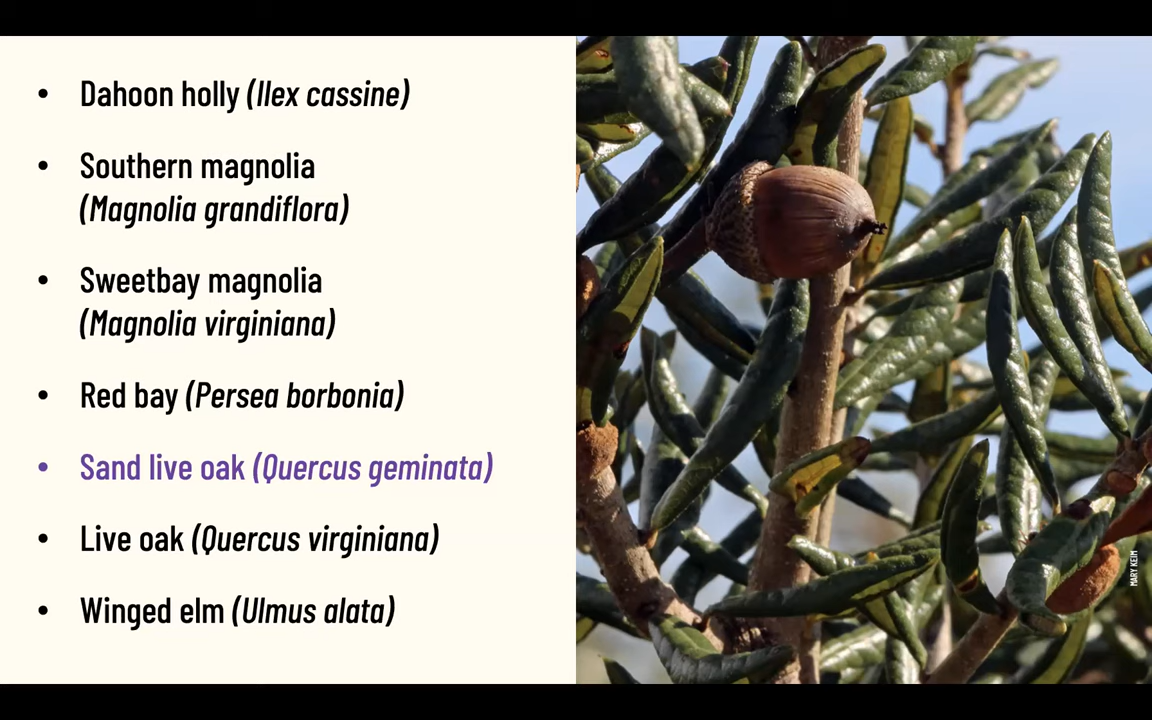 • Dahoon holly (Ilex cassine)
• Southern magnolia
(Magnolia grandiflora)
• Sweetbay magnolia
(Magnolia virginiana)
• Red bay (Persea borbonia)
• Sand live oak (Quercus geminata)
• Live oak (Quercus virginiana)
• Winged elm (Ulmus alata)
MARY KEIM